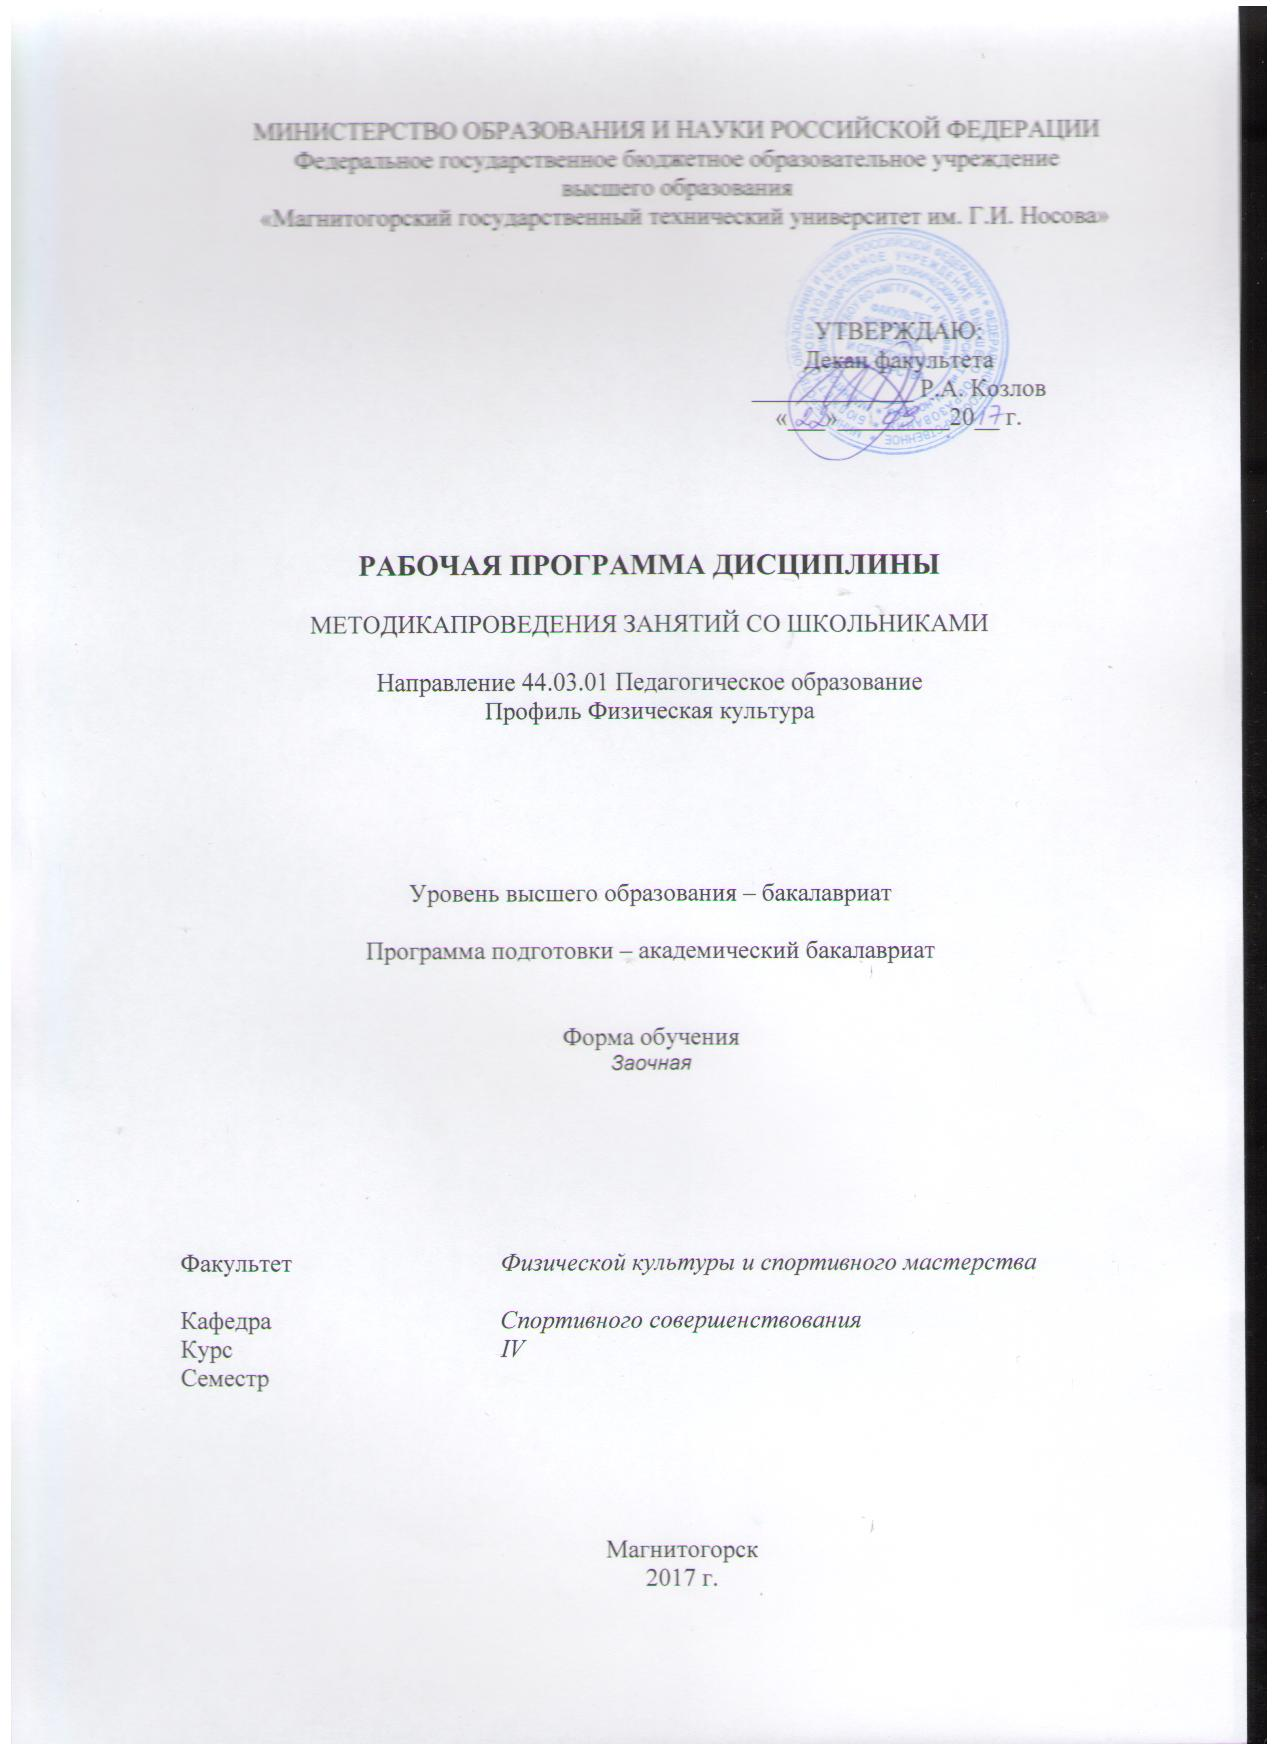 МИНИСТЕРСТВО ОБРАЗОВАНИЯ И НАУКИ РОССИЙСКОЙ ФЕДЕРАЦИИ
Федеральное государственное бюджетное образовательное учреждение
высшего образования
«Магнитогорский государственный технический университет им. Г.И. Носова»
УТВЕРЖДАЮ:
Декан факультета
Р.А. Козлов
«22» 20 17 г.
РАБОЧАЯ ПРОГРАММА ДИСЦИПЛИНЫ
МЕТОДИКАПРОВЕДЕНИЯ ЗАНЯТИЙ СО ШКОЛЬНИКАМИ
Направление 44.03.01 Педагогическое образование
Профиль Физическая культура
Уровень высшего образования – бакалавриат
Программа подготовки – академический бакалавриат
Форма обучения
Заочная
Факультет Физической культуры и спортивного мастерства
Кафедра Спортивного совершенствования
Курс IV
Семестр
Магнитогорск
2017 г.